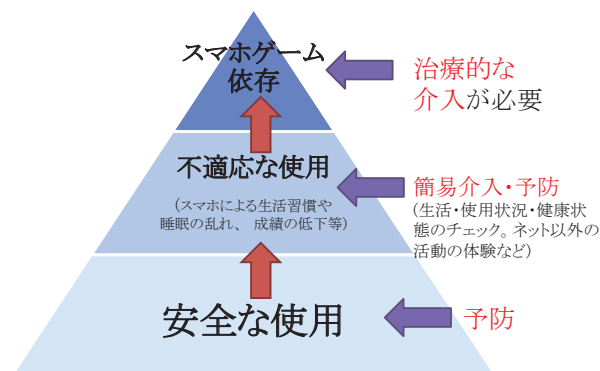 スマホゲーム
依存
治療的な
介入が必要
不適応な使用
(スマホによる生活習慣や
睡眠の乱れ、成績の低下等)
簡易介入・予防
(生活・使用状況・健康状
態のチェック。ネット以外の
活動の体験など)
安全な使用
予防